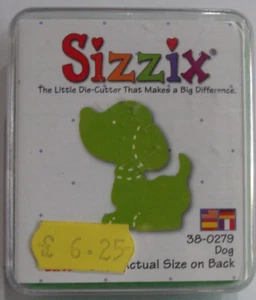 Sizzix®
The Little Die-Cutter That Makes a Big Difference.
38-0279
Dog
£ 6.25
Actual Size on Back